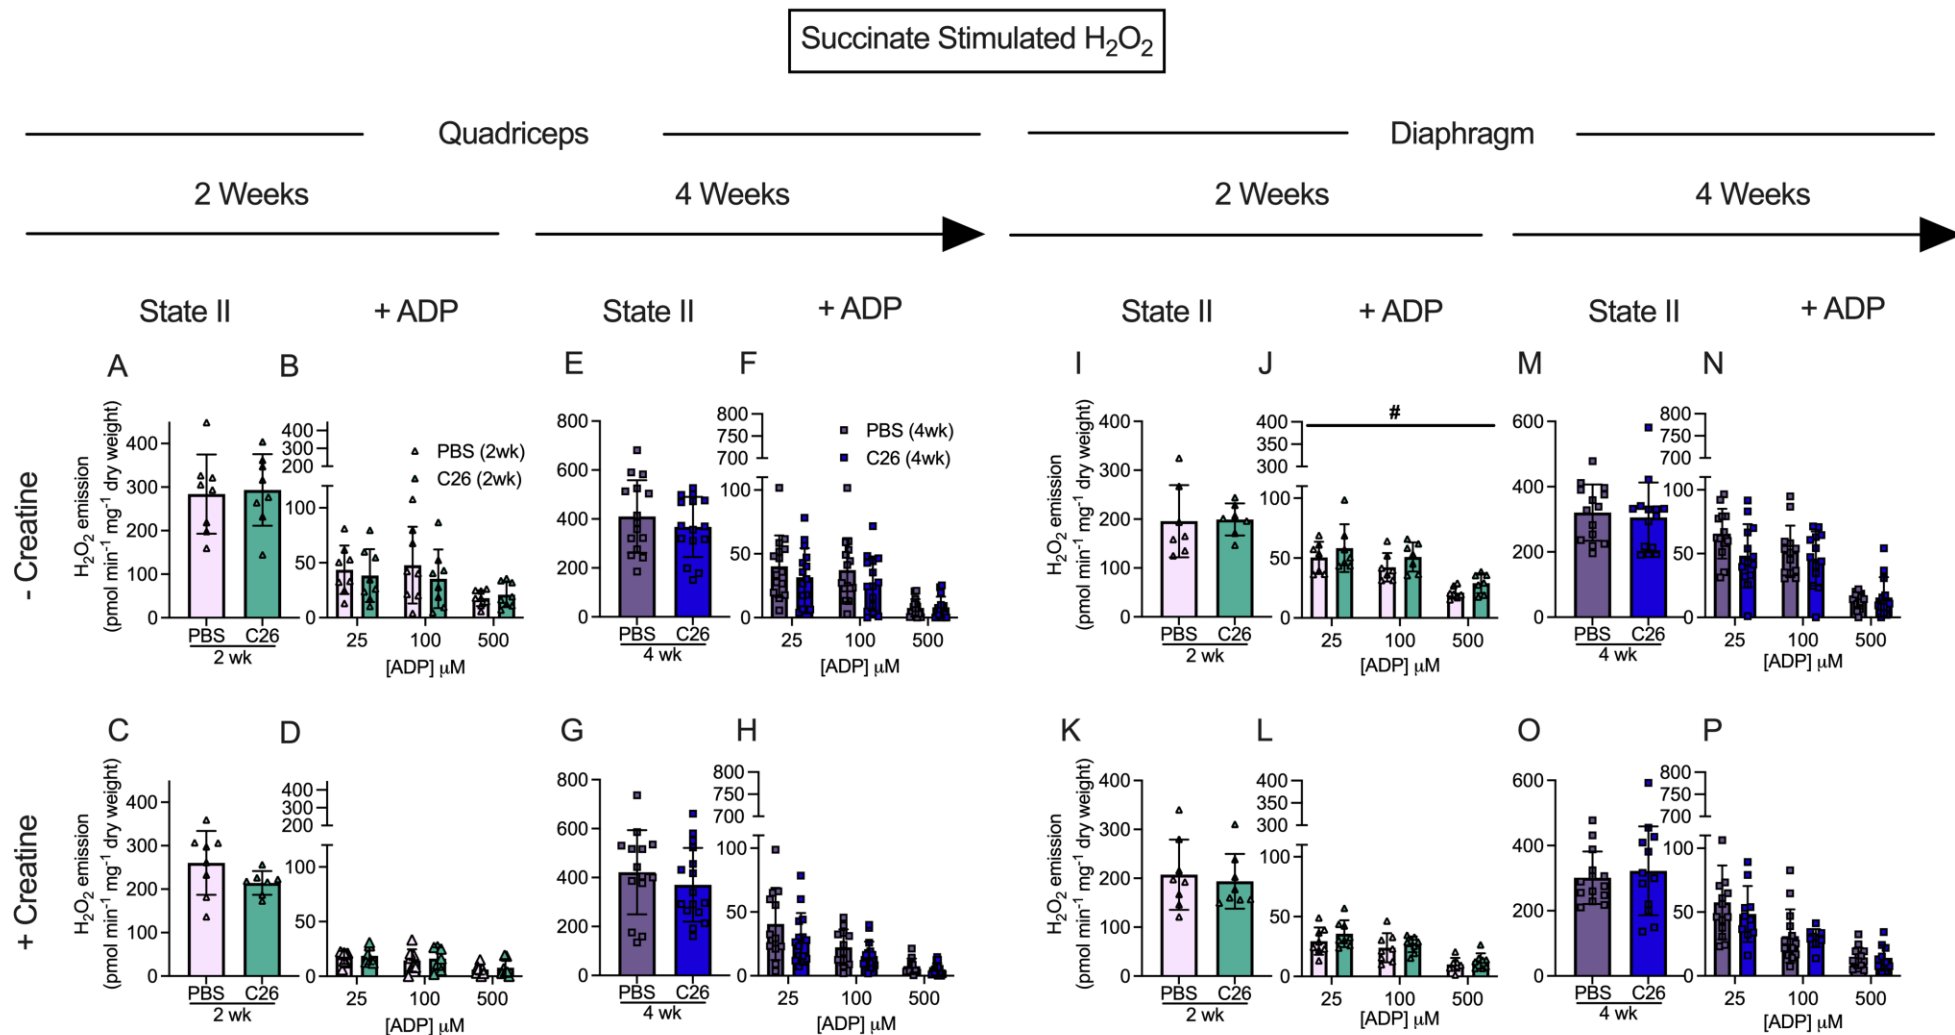 Succinate Stimulated H₂O₂
Quadriceps
Diaphragm
2 Weeks
4 Weeks
2 Weeks
4 Weeks
State II
+ ADP
State II
+ ADP
State II
+ ADP
State II
+ ADP
- Creatine
A
H₂O₂ emission
(pmol min⁻¹ mg⁻¹ dry weight)
400
300
200
100
0
PBS
C26
2 wk
B
400
300
200
100
50
0
PBS (2wk)
C26 (2wk)
25
100
500
[ADP] μM
E
800
600
400
200
0
PBS
C26
4 wk
F
800
750
700
100
50
0
PBS (4wk)
C26 (4wk)
25
100
500
[ADP] μM
I
H₂O₂ emission
(pmol min⁻¹ mg⁻¹ dry weight)
400
300
200
100
0
PBS
C26
2 wk
J
400
350
300
100
50
0
#
25
100
500
[ADP] μM
M
600
400
200
0
PBS
C26
4 wk
N
800
750
700
100
50
0
25
100
500
[ADP] μM
+ Creatine
C
H₂O₂ emission
(pmol min⁻¹ mg⁻¹ dry weight)
400
300
200
100
0
PBS
C26
2 wk
D
400
300
200
100
50
0
25
100
500
[ADP] μM
G
800
600
400
200
0
PBS
C26
4 wk
H
800
750
700
100
50
0
25
100
500
[ADP] μM
K
H₂O₂ emission
(pmol min⁻¹ mg⁻¹ dry weight)
400
300
200
100
0
PBS
C26
2 wk
L
400
350
300
100
50
0
25
100
500
[ADP] μM
O
600
400
200
0
PBS
C26
4 wk
P
800
750
700
100
50
0
25
100
500
[ADP] μM